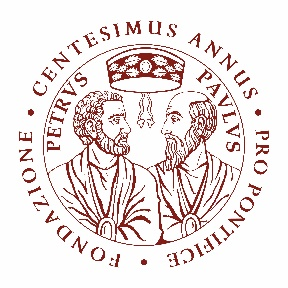 FONDAZIONE • CENTESIMUS ANNUS • PRO PONTIFICE •
PETRVS
PAVLVS